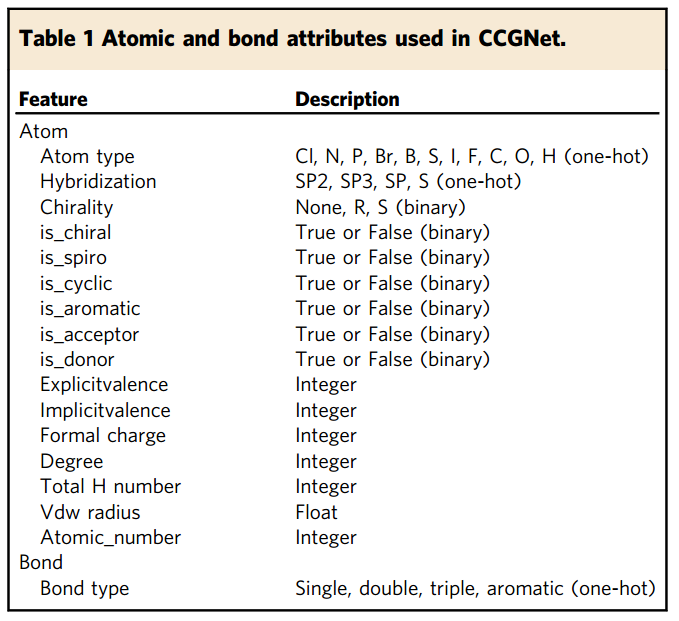 Table 1 Atomic and bond attributes used in CCGNet.
Feature Description
Atom
Atom type Cl, N, P, Br, B, S, I, F, C, O, H (one-hot)
Hybridization SP2, SP3, SP, S (one-hot)
Chirality None, R, S (binary)
is_chiral True or False (binary)
is_spiro True or False (binary)
is_cyclic True or False (binary)
is_aromatic True or False (binary)
is_acceptor True or False (binary)
is_donor True or False (binary)
Explicitvalence Integer
Implicitvalence Integer
Formal charge Integer
Degree Integer
Total H number Integer
Vdw radius Float
Atomic_number Integer
Bond
Bond type Single, double, triple, aromatic (one-hot)